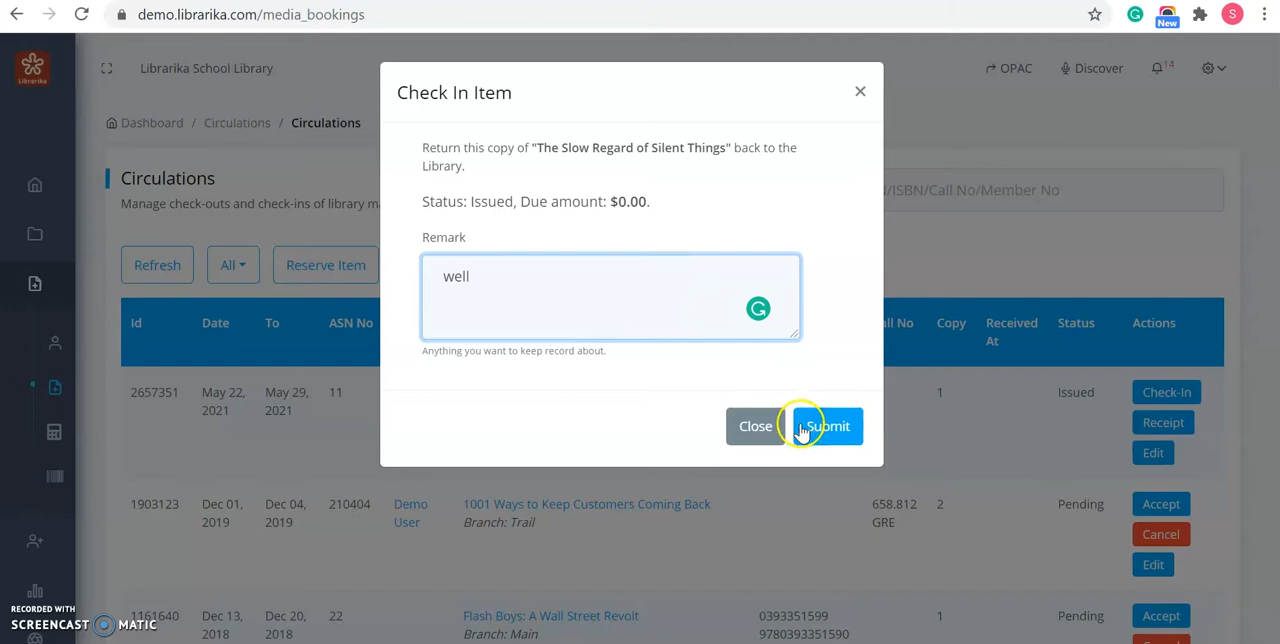 demo.librarika.com/media_bookings
New
S
Librarika
Librarika School Library
OPAC
Discover
14
Dashboard / Circulations / Circulations
Circulations
Manage check-outs and check-ins of library
N/ISBN/Call No/Member No
Refresh
All
Reserve Item
Check In Item
×
Return this copy of "The Slow Regard of Silent Things" back to the
Library.
Status: Issued, Due amount: $0.00.
Remark
well
Anything you want to keep record about.
Close
Submit
Id Date To ASN No all No Copy Received At Status Actions
2657351 May 22, 2021 May 29, 2021 11 1 Issued Check-In
Receipt
Edit
1903123 Dec 01, 2019 Dec 04, 2019 210404 Demo User 1001 Ways to Keep Customers Coming Back 658.812 GRE 2 Pending Accept
Branch: Trail
Cancel
Edit
1161640 Dec 13, 2018 Dec 20, 2018 22 Flash Boys: A Wall Street Revolt 0393351599 1 Pending Accept
Branch: Main 9780393351590
RECORDED WITH
SCREENCAST MATIC